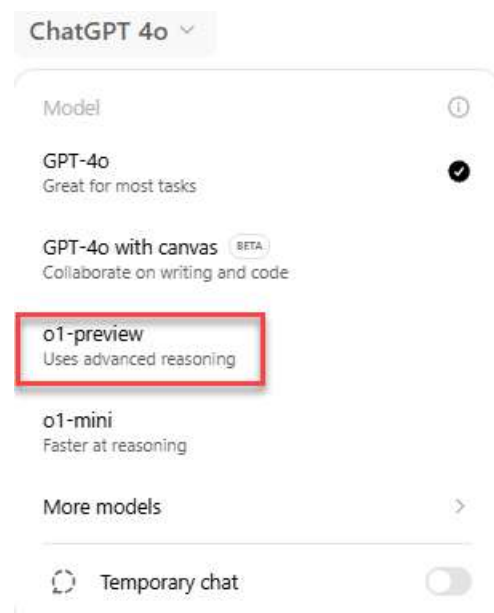 ChatGPT 4o
Model
GPT-4o
Great for most tasks
GPT-4o with canvas BETA
Collaborate on writing and code
o1-preview
Uses advanced reasoning
o1-mini
Faster at reasoning
More models
Temporary chat